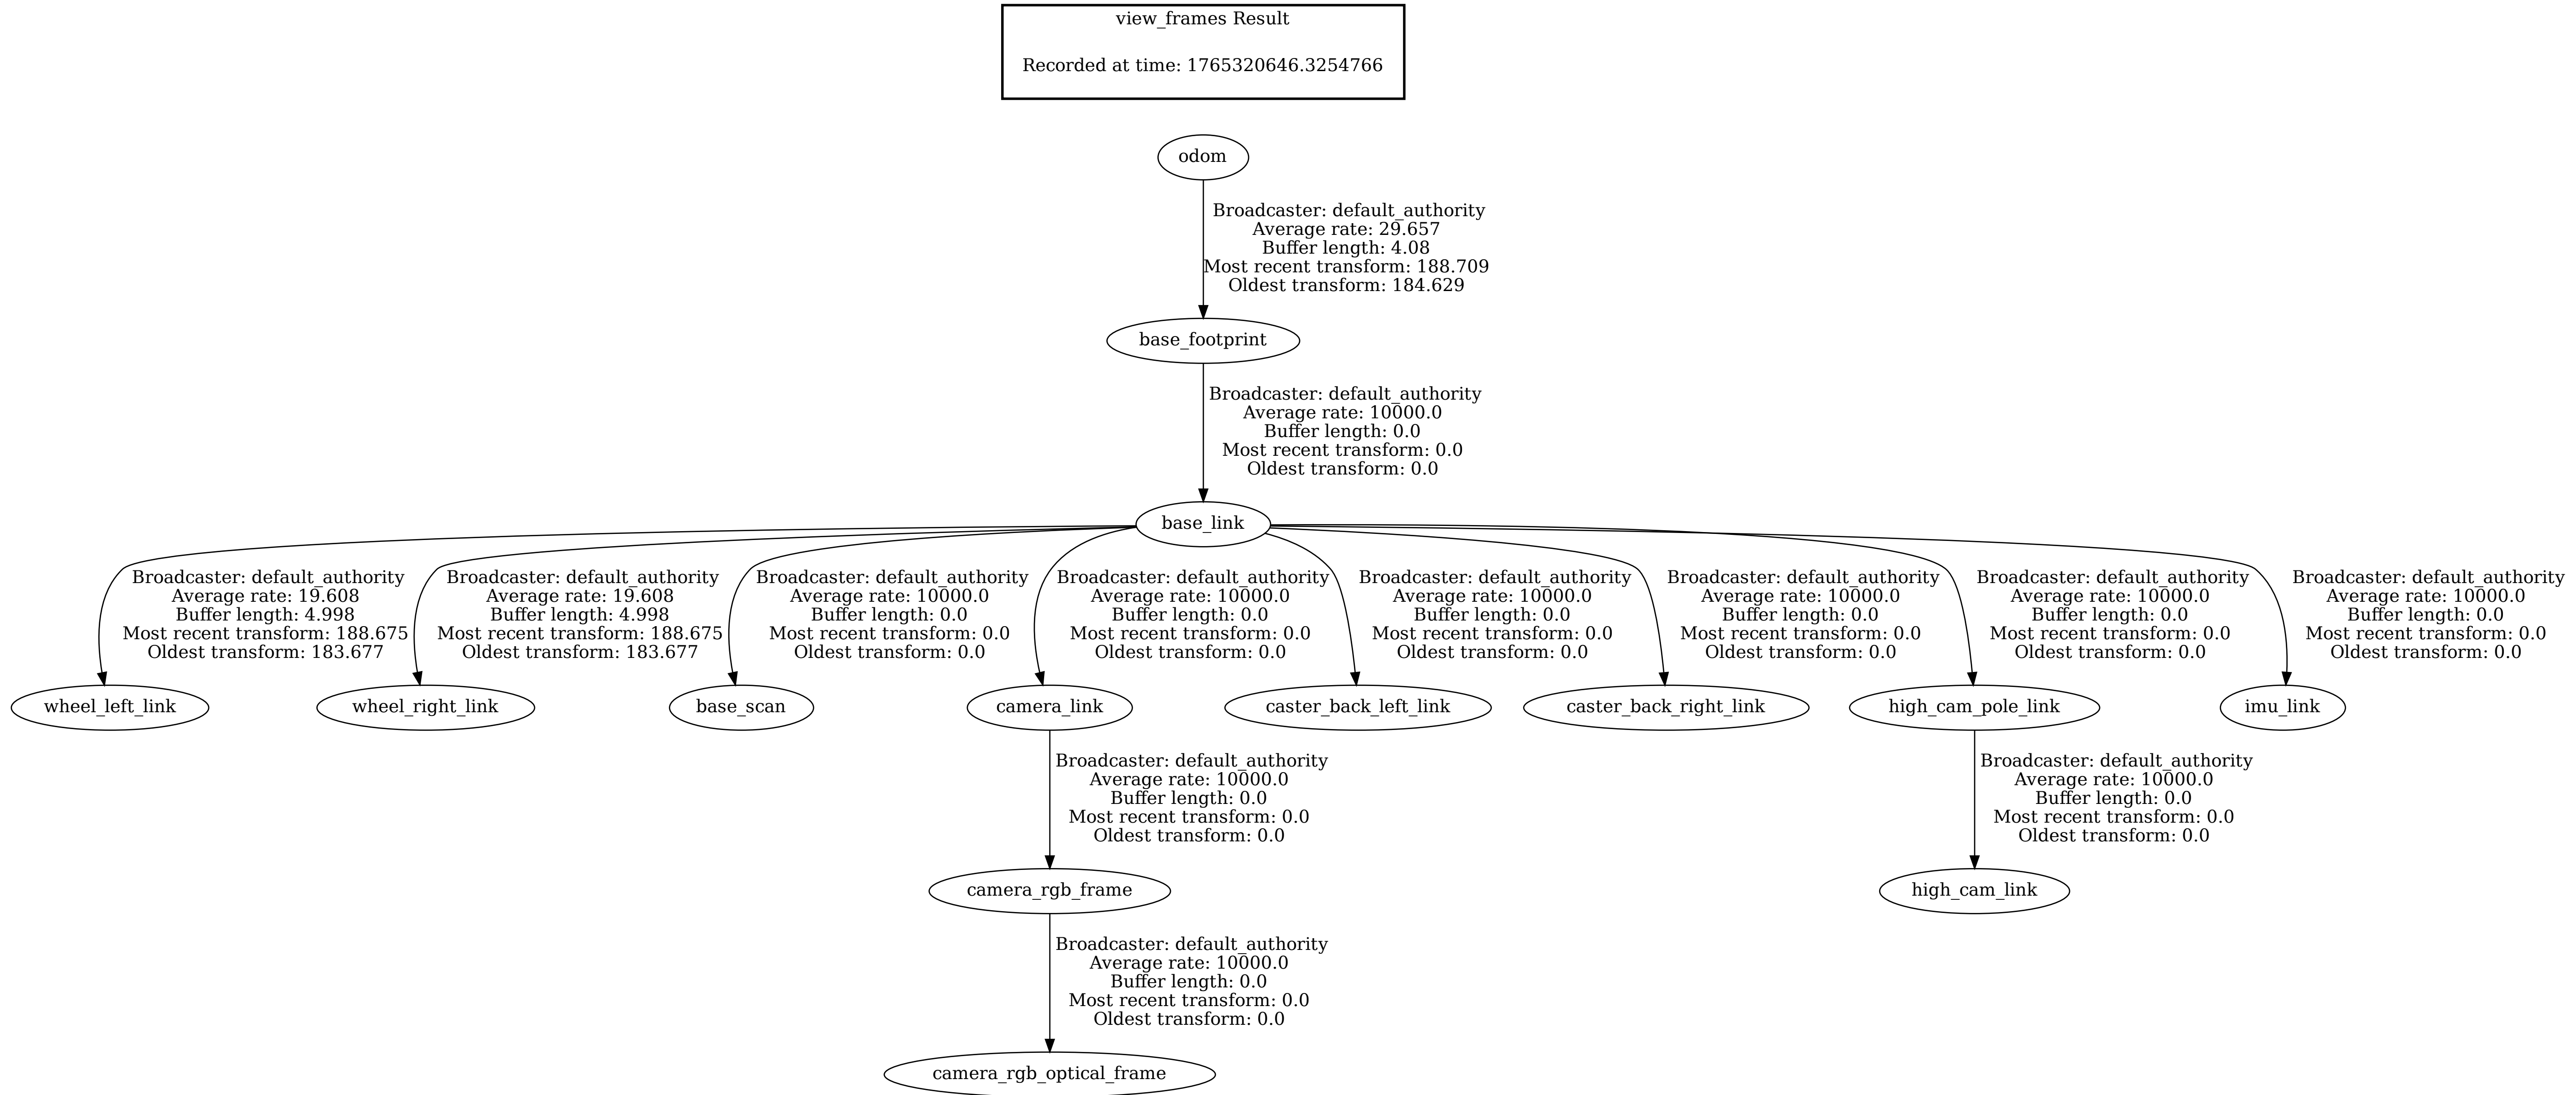 view_frames Result
Recorded at time: 1765320646.3254766
odom
Broadcaster: default_authority
Average rate: 29.657
Buffer length: 4.08
Most recent transform: 188.709
Oldest transform: 184.629
base_footprint
Broadcaster: default_authority
Average rate: 10000.0
Buffer length: 0.0
Most recent transform: 0.0
Oldest transform: 0.0
base_link
Broadcaster: default_authority
Average rate: 19.608
Buffer length: 4.998
Most recent transform: 188.675
Oldest transform: 183.677
Broadcaster: default_authority
Average rate: 19.608
Buffer length: 4.998
Most recent transform: 188.675
Oldest transform: 183.677
Broadcaster: default_authority
Average rate: 10000.0
Buffer length: 0.0
Most recent transform: 0.0
Oldest transform: 0.0
Broadcaster: default_authority
Average rate: 10000.0
Buffer length: 0.0
Most recent transform: 0.0
Oldest transform: 0.0
Broadcaster: default_authority
Average rate: 10000.0
Buffer length: 0.0
Most recent transform: 0.0
Oldest transform: 0.0
Broadcaster: default_authority
Average rate: 10000.0
Buffer length: 0.0
Most recent transform: 0.0
Oldest transform: 0.0
Broadcaster: default_authority
Average rate: 10000.0
Buffer length: 0.0
Most recent transform: 0.0
Oldest transform: 0.0
Broadcaster: default_authority
Average rate: 10000.0
Buffer length: 0.0
Most recent transform: 0.0
Oldest transform: 0.0
wheel_left_link
wheel_right_link
base_scan
camera_link
caster_back_left_link
caster_back_right_link
high_cam_pole_link
imu_link
Broadcaster: default_authority
Average rate: 10000.0
Buffer length: 0.0
Most recent transform: 0.0
Oldest transform: 0.0
Broadcaster: default_authority
Average rate: 10000.0
Buffer length: 0.0
Most recent transform: 0.0
Oldest transform: 0.0
camera_rgb_frame
high_cam_link
Broadcaster: default_authority
Average rate: 10000.0
Buffer length: 0.0
Most recent transform: 0.0
Oldest transform: 0.0
camera_rgb_optical_frame